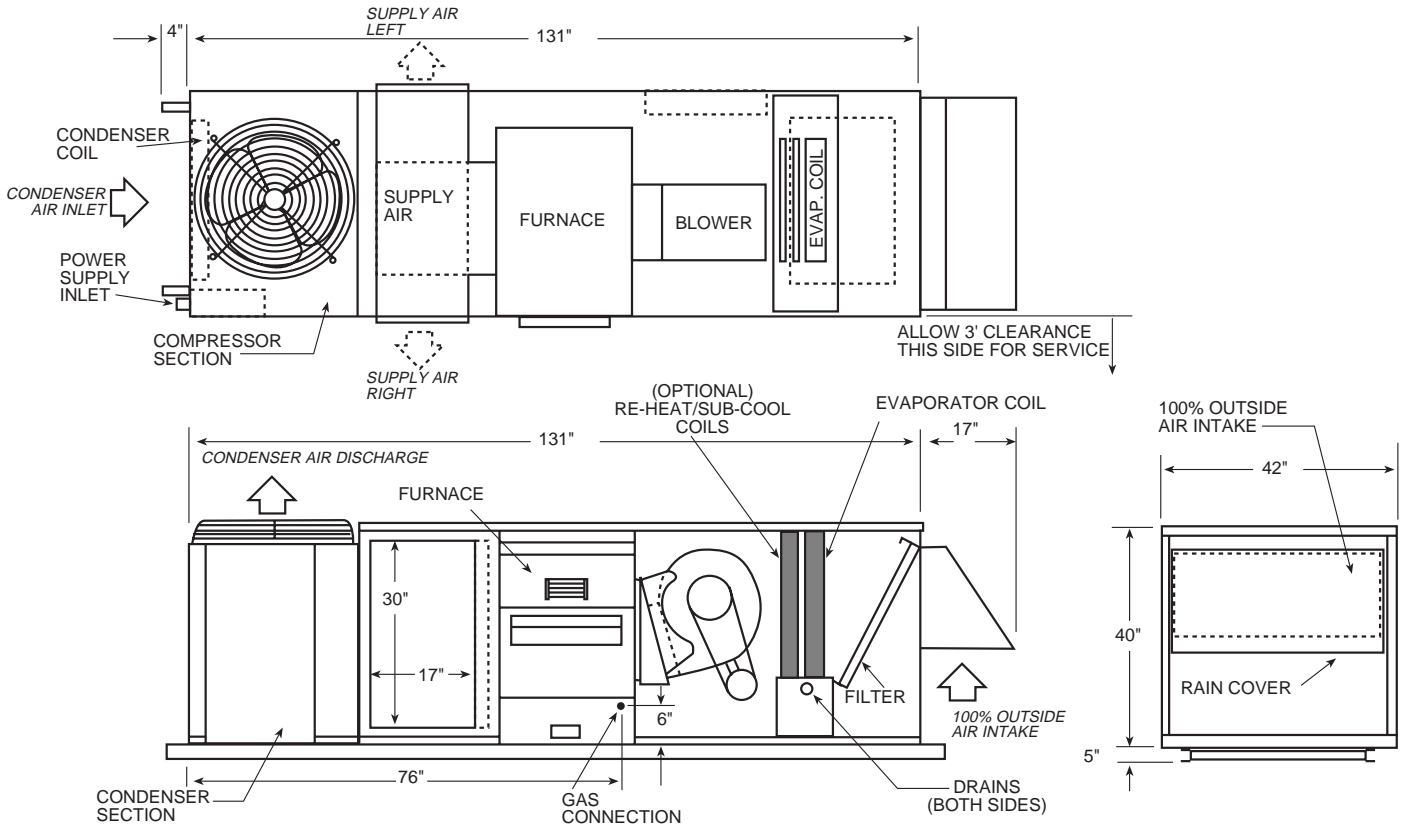 SUPPLY AIR
LEFT
4"
131"
CONDENSER
COIL
CONDENSER
AIR INLET
POWER
SUPPLY
INLET
COMPRESSOR
SECTION
SUPPLY
AIR
FURNACE
BLOWER
EVAP. COIL
SUPPLY AIR
RIGHT
ALLOW 3' CLEARANCE
THIS SIDE FOR SERVICE
(OPTIONAL)
RE-HEAT/SUB-COOL
COILS
EVAPORATOR COIL
131"
17"
CONDENSER AIR DISCHARGE
FURNACE
30"
17"
6"
FILTER
100% OUTSIDE
AIR INTAKE
76"
CONDENSER
SECTION
GAS
CONNECTION
DRAINS
(BOTH SIDES)
100% OUTSIDE
AIR INTAKE
42"
40"
RAIN COVER
5"